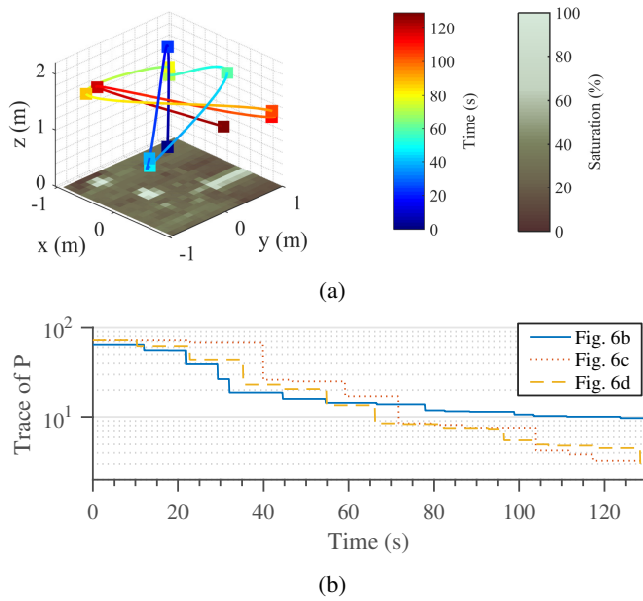 2
1
0
z (m)
-1
0
1
x (m)
-1
0
1
y (m)
120
100
80
60
40
20
0
Time (s)
100
80
60
40
20
0
Saturation (%)
(a)
10^2
10^1
Trace of P
Fig. 6b
Fig. 6c
Fig. 6d
0 20 40 60 80 100 120
Time (s)
(b)